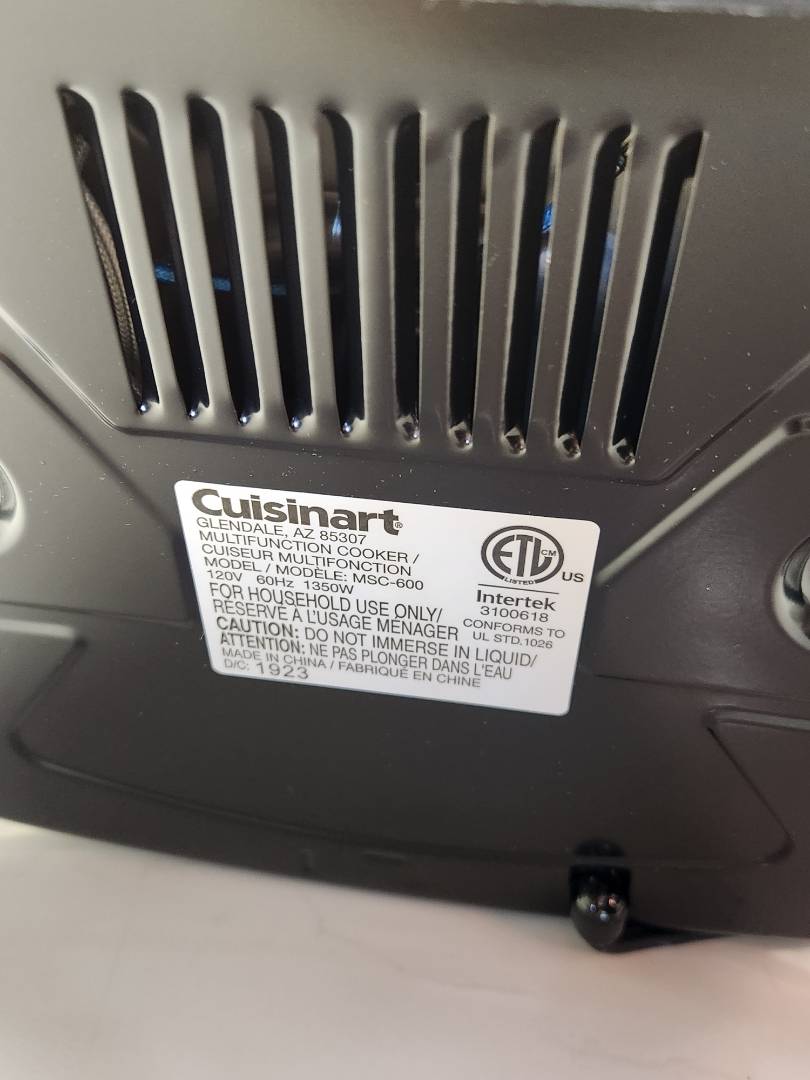 Cuisinart®
GLENDALE, AZ 85307
MULTIFUNCTION COOKER /
CUISEUR MULTIFONCTION
MODEL / MODÈLE: MSC-600
120V 60Hz 1350W
FOR HOUSEHOLD USE ONLY/
RÉSERVÉ À L'USAGE MÉNAGER
CAUTION: DO NOT IMMERSE IN LIQUID/
ATTENTION: NE PAS PLONGER DANS L'EAU
MADE IN CHINA / FABRIQUÉ EN CHINE
D/C: 1923
ETL CM
LISTED US
Intertek
3100618
CONFORMS TO
UL STD.1026